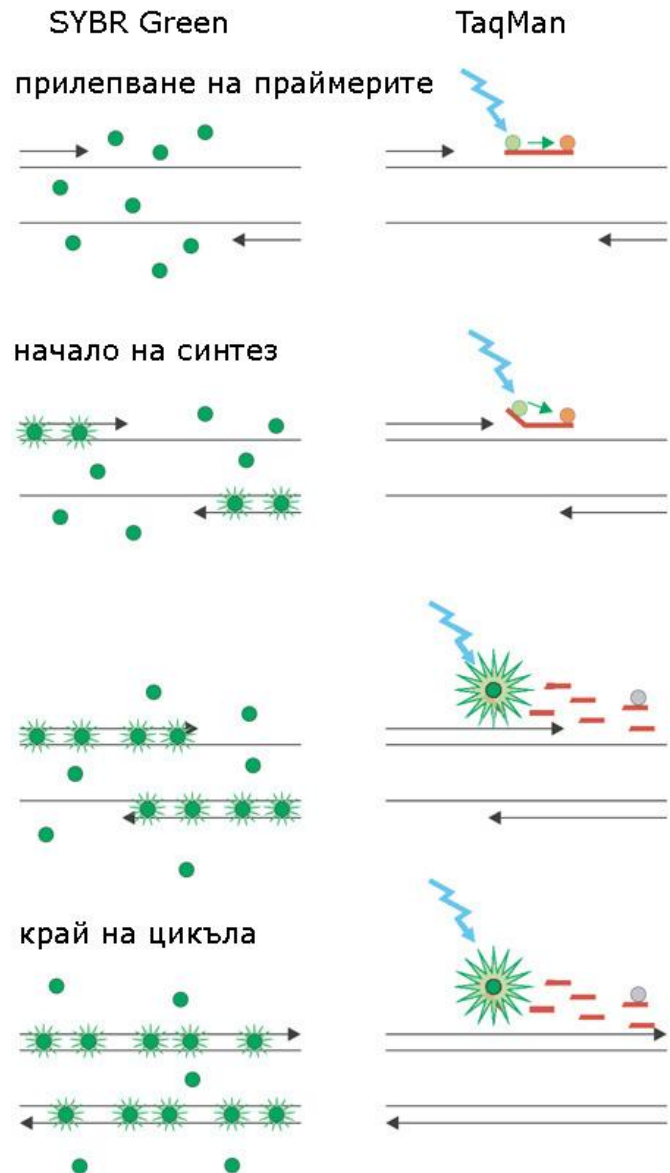 SYBR Green
TaqMan
прилепване на праймерите
начало на синтез
край на цикъла